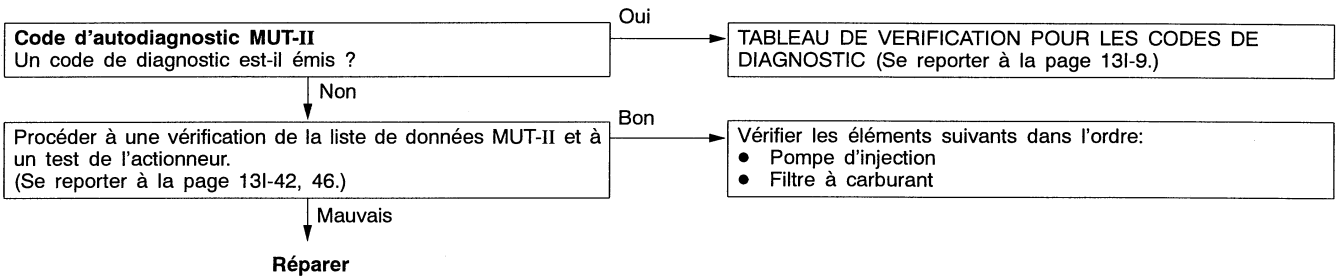 Code d'autodiagnostic MUT-II
Un code de diagnostic est-il émis ?
Oui
TABLEAU DE VERIFICATION POUR LES CODES DE
DIAGNOSTIC (Se reporter à la page 13I-9.)
Non
Procéder à une vérification de la liste de données MUT-II et à
un test de l'actionneur.
(Se reporter à la page 13I-42, 46.)
Bon
Vérifier les éléments suivants dans l'ordre:
● Pompe d'injection
● Filtre à carburant
Mauvais
Réparer